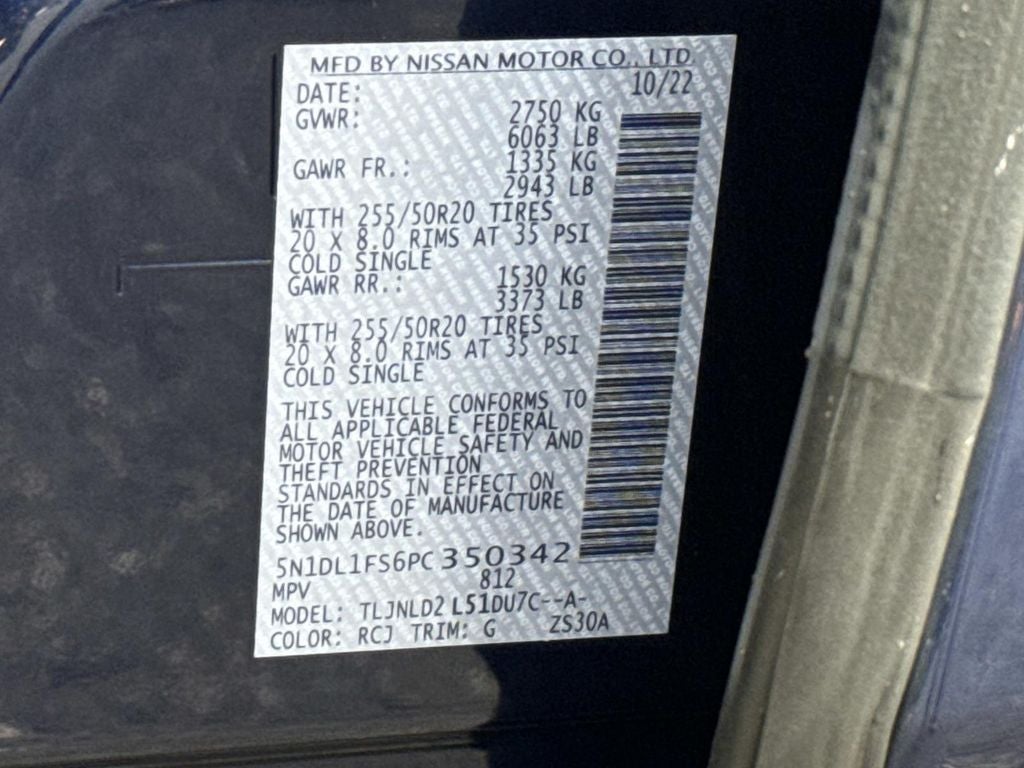 MFD BY NISSAN MOTOR CO., LTD.
DATE: 10/22
GVWR: 2750 KG
6063 LB
GAWR FR.: 1335 KG
2943 LB
WITH 255/50R20 TIRES
20 X 8.0 RIMS AT 35 PSI
COLD SINGLE
GAWR RR.: 1530 KG
3373 LB
WITH 255/50R20 TIRES
20 X 8.0 RIMS AT 35 PSI
COLD SINGLE
THIS VEHICLE CONFORMS TO
ALL APPLICABLE FEDERAL
MOTOR VEHICLE SAFETY AND
THEFT PREVENTION
STANDARDS IN EFFECT ON
THE DATE OF MANUFACTURE
SHOWN ABOVE.
5N1DL1FS6PC350342
MPV 812
MODEL: TLJNLD2 L51DU7C--A-
COLOR: RCJ TRIM: G ZS30A